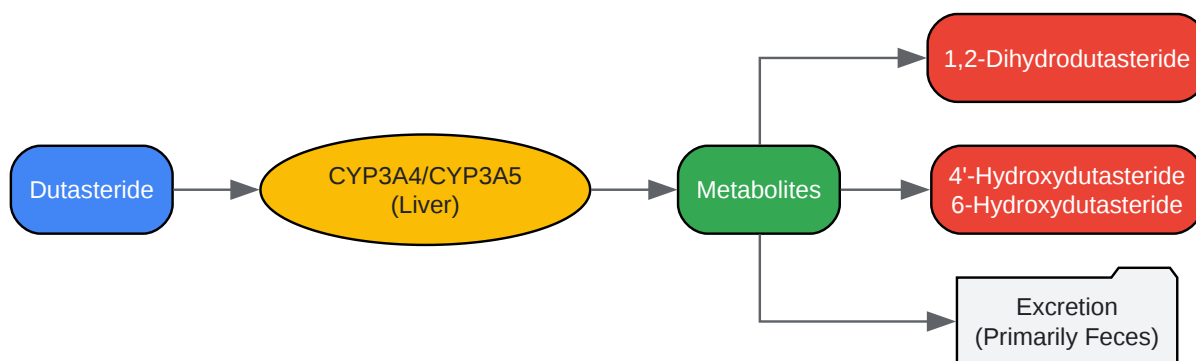 Dutasteride
CYP3A4/CYP3A5
(Liver)
Metabolites
1,2-Dihydrodutasteride
4'-Hydroxydutasteride
6-Hydroxydutasteride
Excretion
(Primarily Feces)